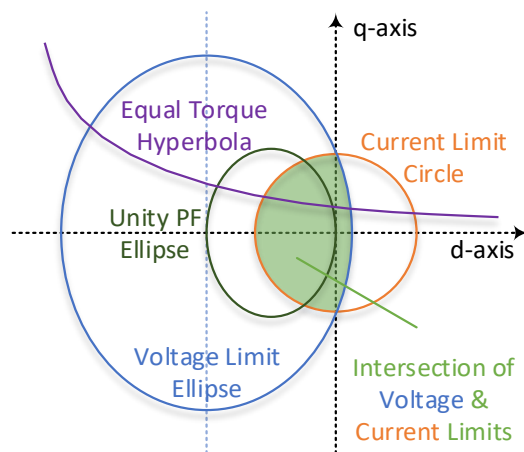 q-axis
Equal Torque
Hyperbola
Current Limit
Circle
Unity PF
Ellipse
d-axis
Voltage Limit
Ellipse
Intersection of
Voltage &
Current Limits